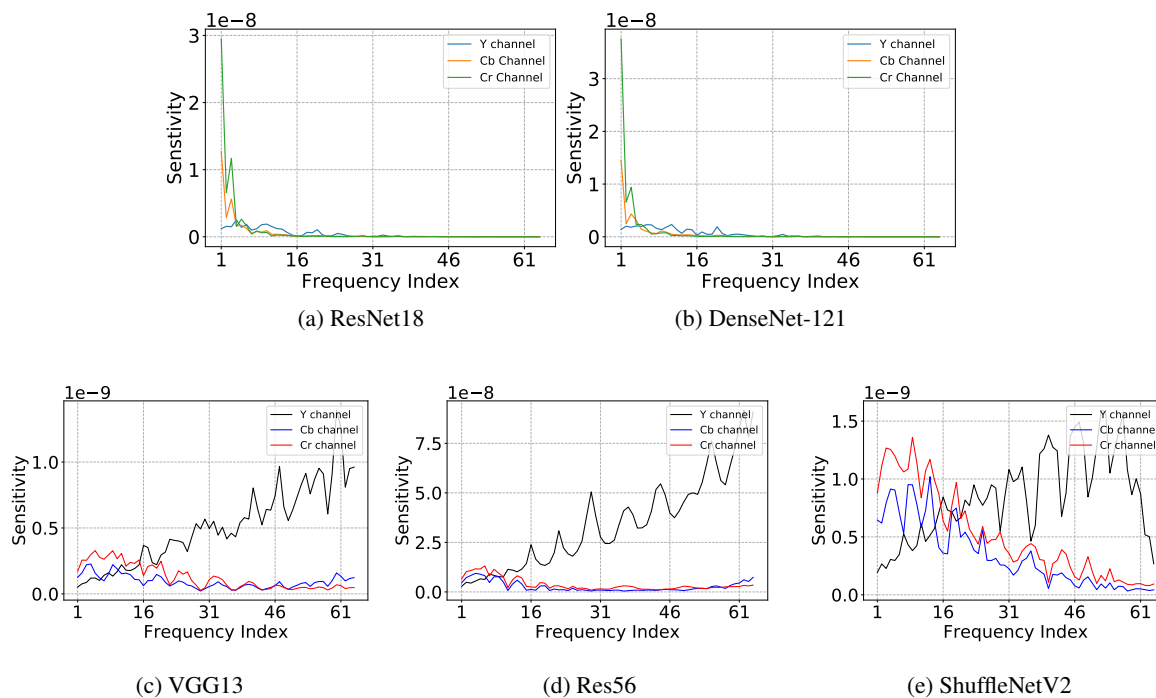 1e−8
3
2
1
0
Senstivity
Y channel
Cb Channel
Cr Channel
1 16 31 46 61
Frequency Index
(a) ResNet18
1e−8
3
2
1
0
Senstivity
Y channel
Cb Channel
Cr Channel
1 16 31 46 61
Frequency Index
(b) DenseNet-121
1e−9
1.0
0.5
0.0
Sensitivity
Y channel
Cb channel
Cr channel
1 16 31 46 61
Frequency Index
(c) VGG13
1e−8
7.5
5.0
2.5
0.0
Sensitivity
Y channel
Cb channel
Cr channel
1 16 31 46 61
Frequency Index
(d) Res56
1e−9
1.5
1.0
0.5
0.0
Sensitivity
Y channel
Cb channel
Cr channel
1 16 31 46 61
Frequency Index
(e) ShuffleNetV2